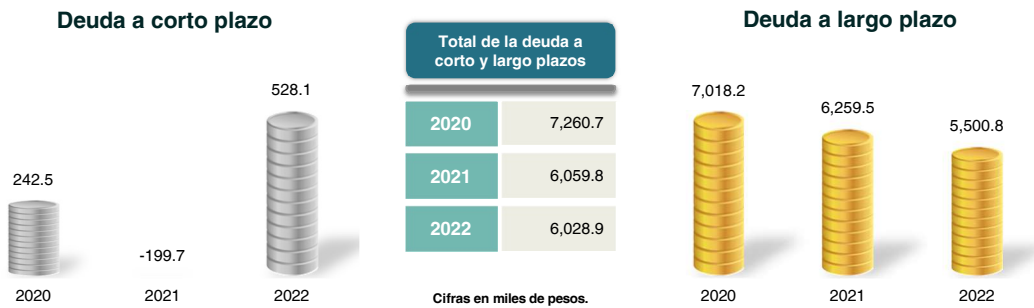 Deuda a corto plazo
528.1
242.5
-199.7
2020 2021 2022
Total de la deuda a
corto y largo plazos
2020 7,260.7
2021 6,059.8
2022 6,028.9
Cifras en miles de pesos.
Deuda a largo plazo
7,018.2
6,259.5
5,500.8
2020 2021 2022